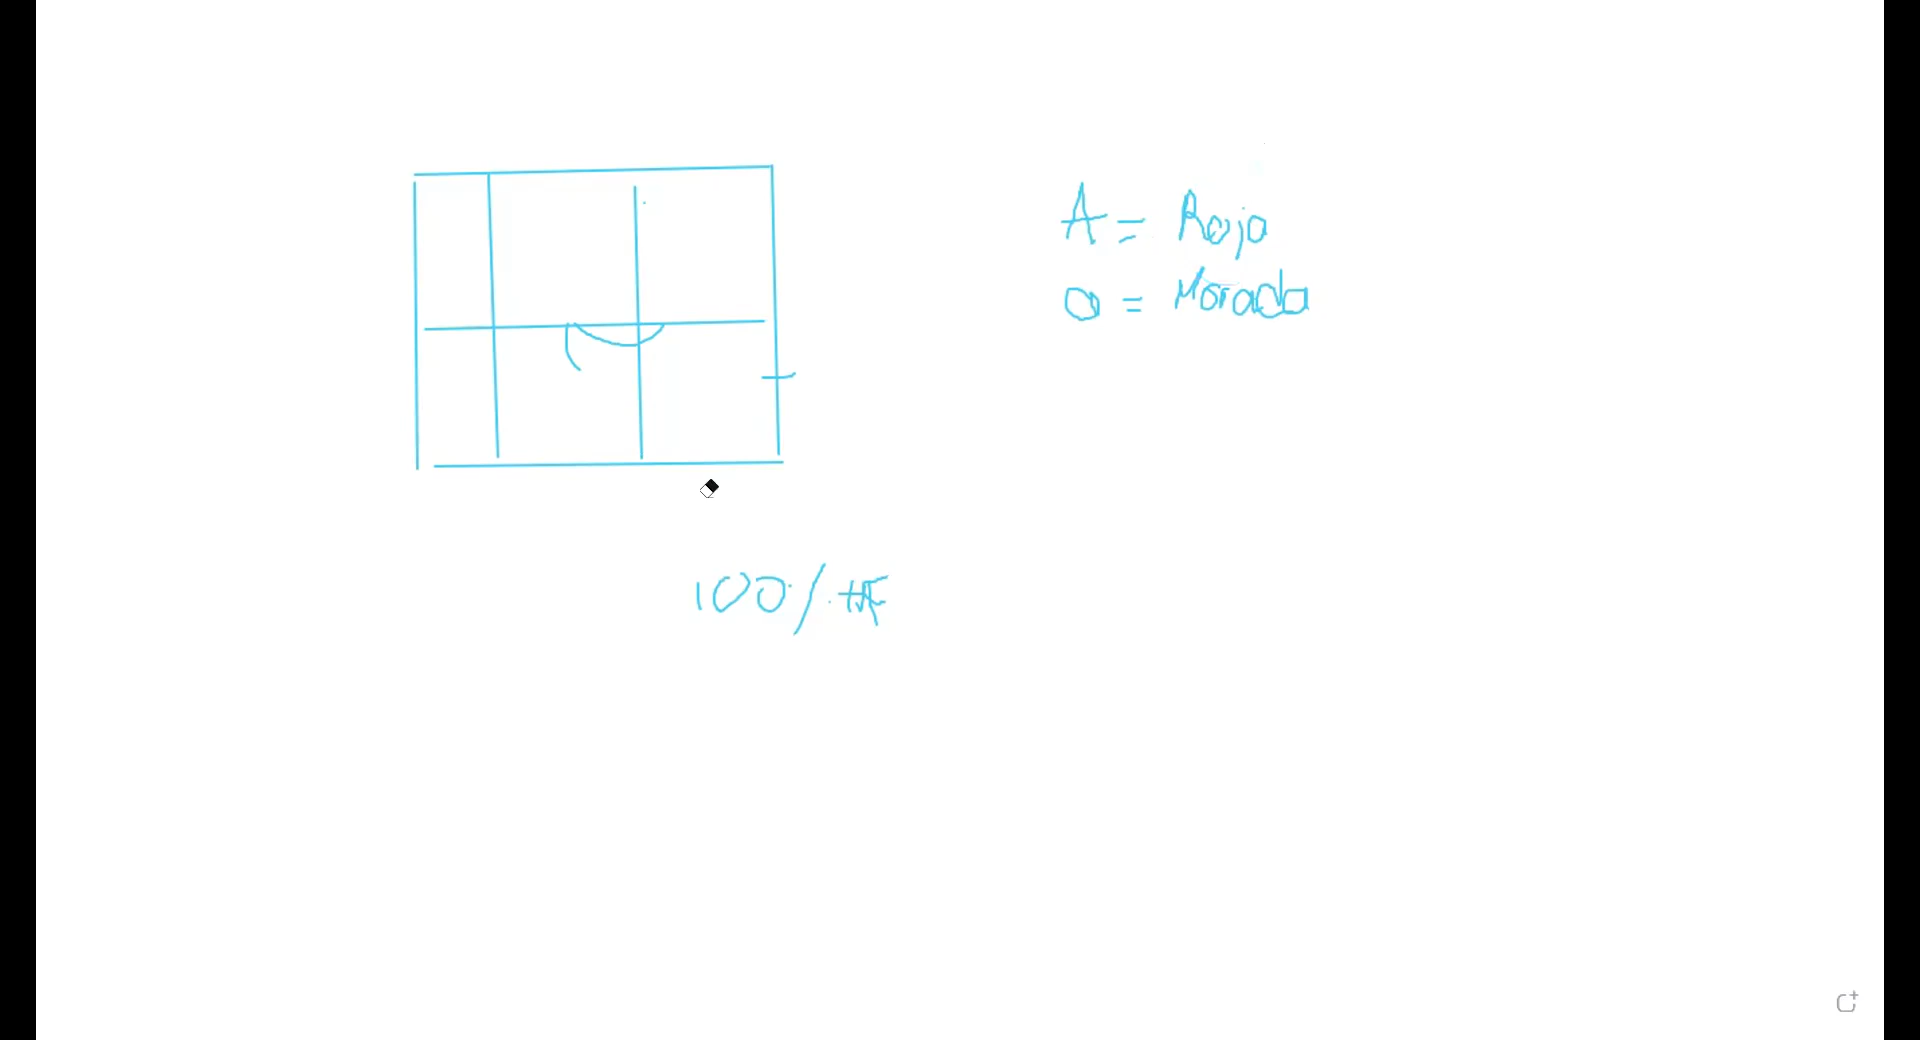 A = Rojo
a = Morada
100/.